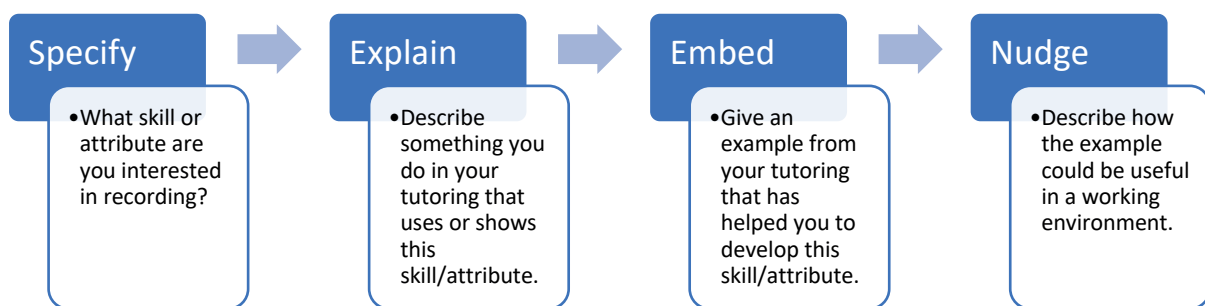 Specify
•What skill or
attribute are
you interested
in recording?
Explain
•Describe
something you
do in your
tutoring that
uses or shows
this
skill/attribute.
Embed
•Give an
example from
your tutoring
that has
helped you to
develop this
skill/attribute.
Nudge
•Describe how
the example
could be useful
in a working
environment.